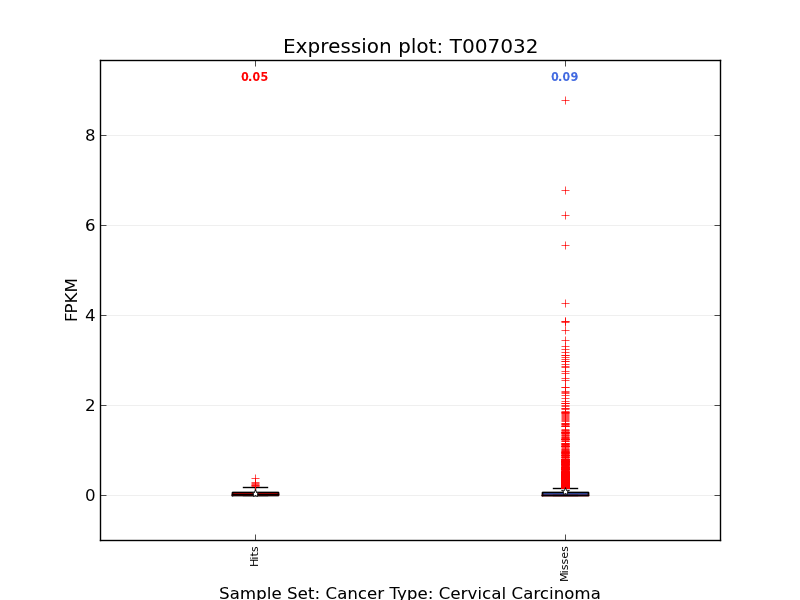 Expression plot: T007032
0.05
0.09
8
6
4
2
0
FPKM
Hits
Misses
Sample Set: Cancer Type: Cervical Carcinoma